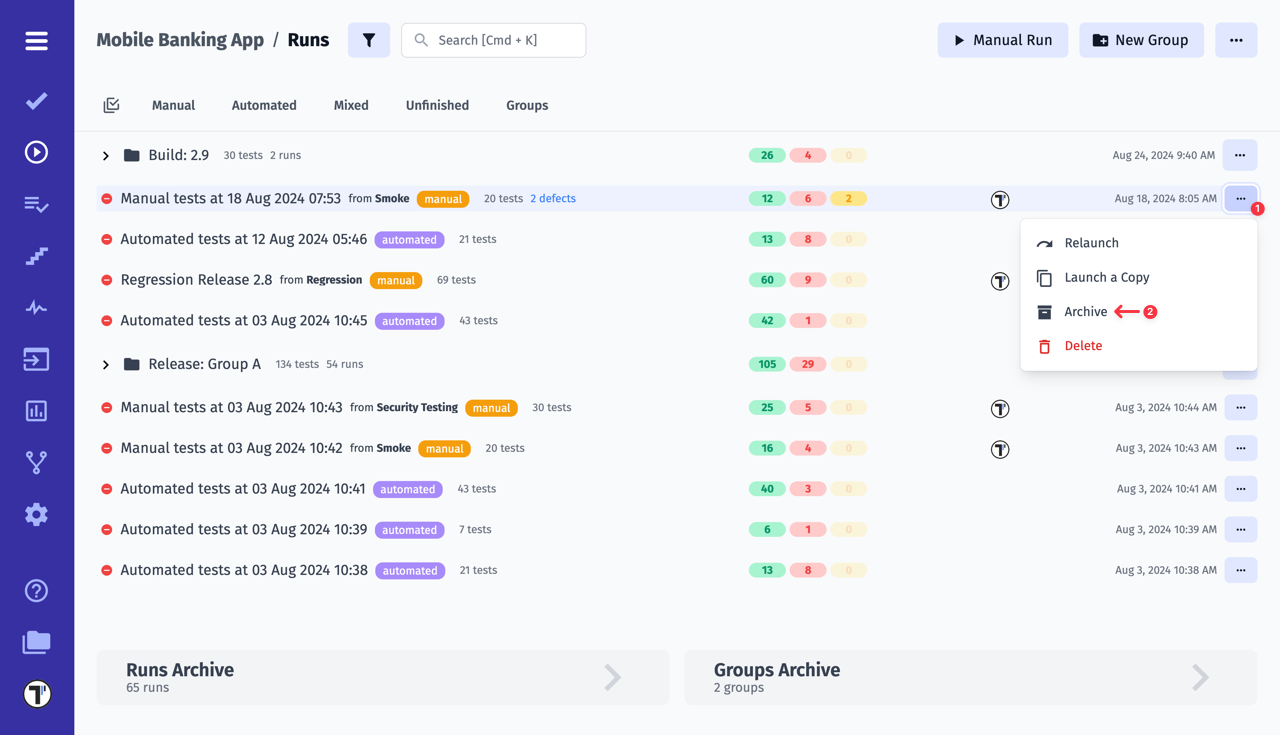 Mobile Banking App / Runs
Search [Cmd + K]
Manual Run
New Group
Manual Automated Mixed Unfinished Groups
Build: 2.9 30 tests 2 runs 26 4 0 Aug 24, 2024 9:40 AM
Manual tests at 18 Aug 2024 07:53 from Smoke manual 20 tests 2 defects 12 6 2 T Aug 18, 2024 8:05 AM
1
Automated tests at 12 Aug 2024 05:46 automated 21 tests 13 8 0
Relaunch
Regression Release 2.8 from Regression manual 69 tests 60 9 0 T
Launch a Copy
Automated tests at 03 Aug 2024 10:45 automated 43 tests 42 1 0
Archive 2
Delete
Release: Group A 134 tests 54 runs 105 29 0
Manual tests at 03 Aug 2024 10:43 from Security Testing manual 30 tests 25 5 0 T Aug 3, 2024 10:44 AM
Manual tests at 03 Aug 2024 10:42 from Smoke manual 20 tests 16 4 0 T Aug 3, 2024 10:43 AM
Automated tests at 03 Aug 2024 10:41 automated 43 tests 40 3 0 Aug 3, 2024 10:41 AM
Automated tests at 03 Aug 2024 10:39 automated 7 tests 6 1 0 Aug 3, 2024 10:39 AM
Automated tests at 03 Aug 2024 10:38 automated 21 tests 13 8 0 Aug 3, 2024 10:38 AM
Runs Archive
65 runs
Groups Archive
2 groups
T